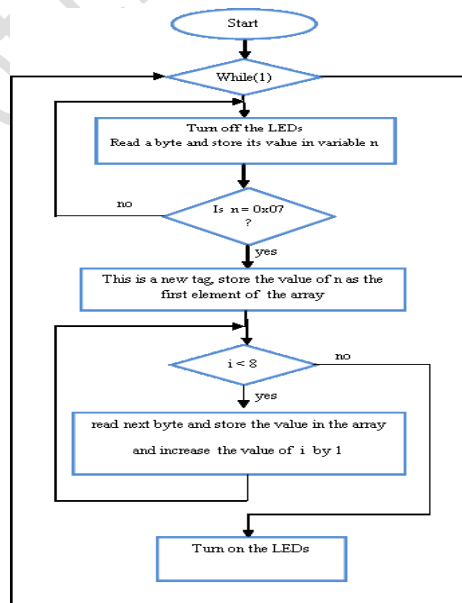 Start
While(1)
Turn off the LEDs
Read a byte and store its value in variable n
no
Is n = 0x07
?
yes
This is a new tag, store the value of n as the
first element of the array
i < 8
no
yes
read next byte and store the value in the array
and increase the value of i by 1
Turn on the LEDs